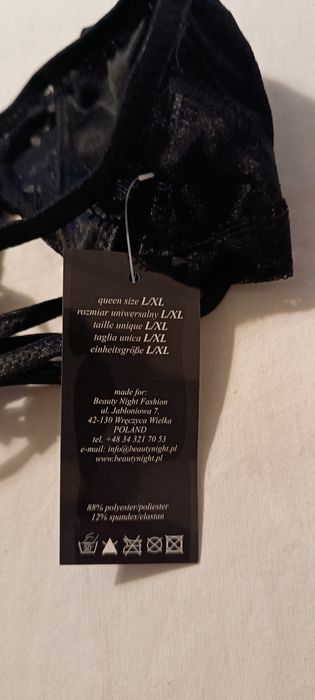 queen size L/XL
rozmiar uniwersalny L/XL
taille unique L/XL
taglia unica L/XL
einheitsgröße L/XL
made for:
Beauty Night Fashion
ul. Jabłoniowa 7,
42-130 Wręczyca Wielka
POLAND
tel. +48 34 321 70 53
e-mail: info@beautynight.pl
www.beautynight.pl
88% polyester/poliester
12% spandex/elastan